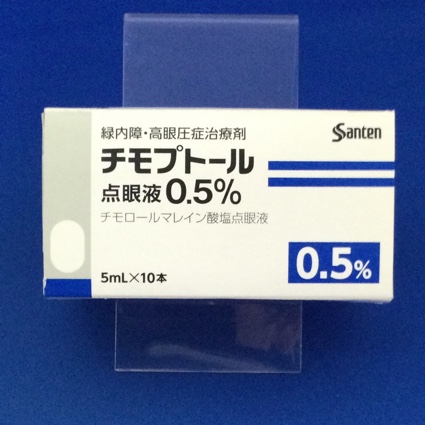 緑内障・高眼圧症治療剤
Santen
チモプトール
点眼液0.5%
チモロールマレイン酸塩点眼液
5mL×10本
0.5%